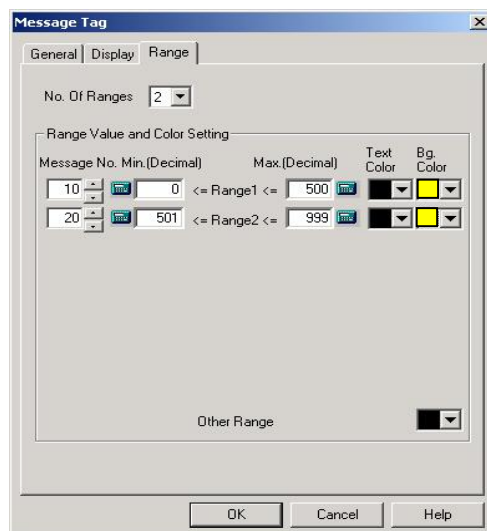 Message Tag
General Display Range
No. Of Ranges 2
Range Value and Color Setting
Message No. Min.(Decimal) Max.(Decimal) Text Color Bg. Color
10 0 <= Range1 <= 500
20 501 <= Range2 <= 999
Other Range
OK Cancel Help